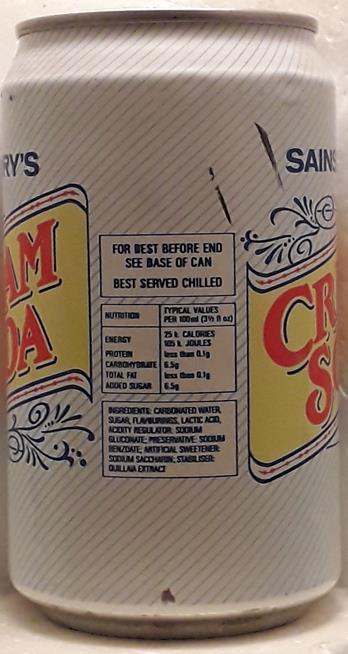 RY'S
AM
DA
FOR BEST BEFORE END
SEE BASE OF CAN
BEST SERVED CHILLED
NUTRITION TYPICAL VALUES
PER 100ml (3½ fl oz)
ENERGY 25 k. CALORIES
105 k. JOULES
PROTEIN less than 0.1g
CARBOHYDRATE 6.5g
TOTAL FAT less than 0.1g
ADDED SUGAR 6.5g
INGREDIENTS: CARBONATED WATER,
SUGAR, FLAVOURINGS, LACTIC ACID,
ACIDITY REGULATOR: SODIUM
GLUCONATE; PRESERVATIVE: SODIUM
BENZOATE; ARTIFICIAL SWEETENER:
SODIUM SACCHARIN; STABILISER:
QUILLAIA EXTRACT
SAINS
CR
S